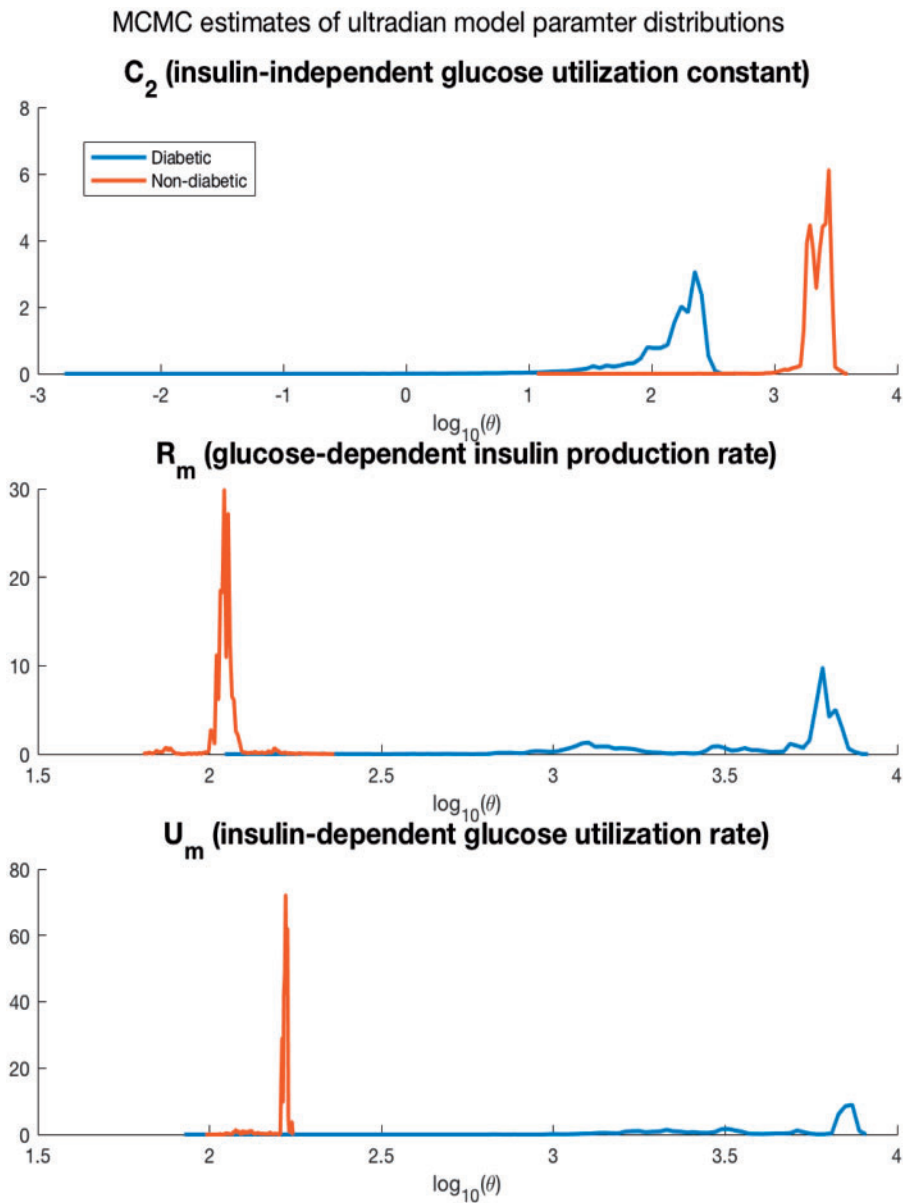 MCMC estimates of ultradian model paramter distributions
C2 (insulin-independent glucose utilization constant)
8
6
4
2
0
Diabetic
Non-diabetic
-3 -2 -1 0 1 2 3 4
log10(θ)
Rm (glucose-dependent insulin production rate)
30
20
10
0
1.5 2 2.5 3 3.5 4
log10(θ)
Um (insulin-dependent glucose utilization rate)
80
60
40
20
0
1.5 2 2.5 3 3.5 4
log10(θ)